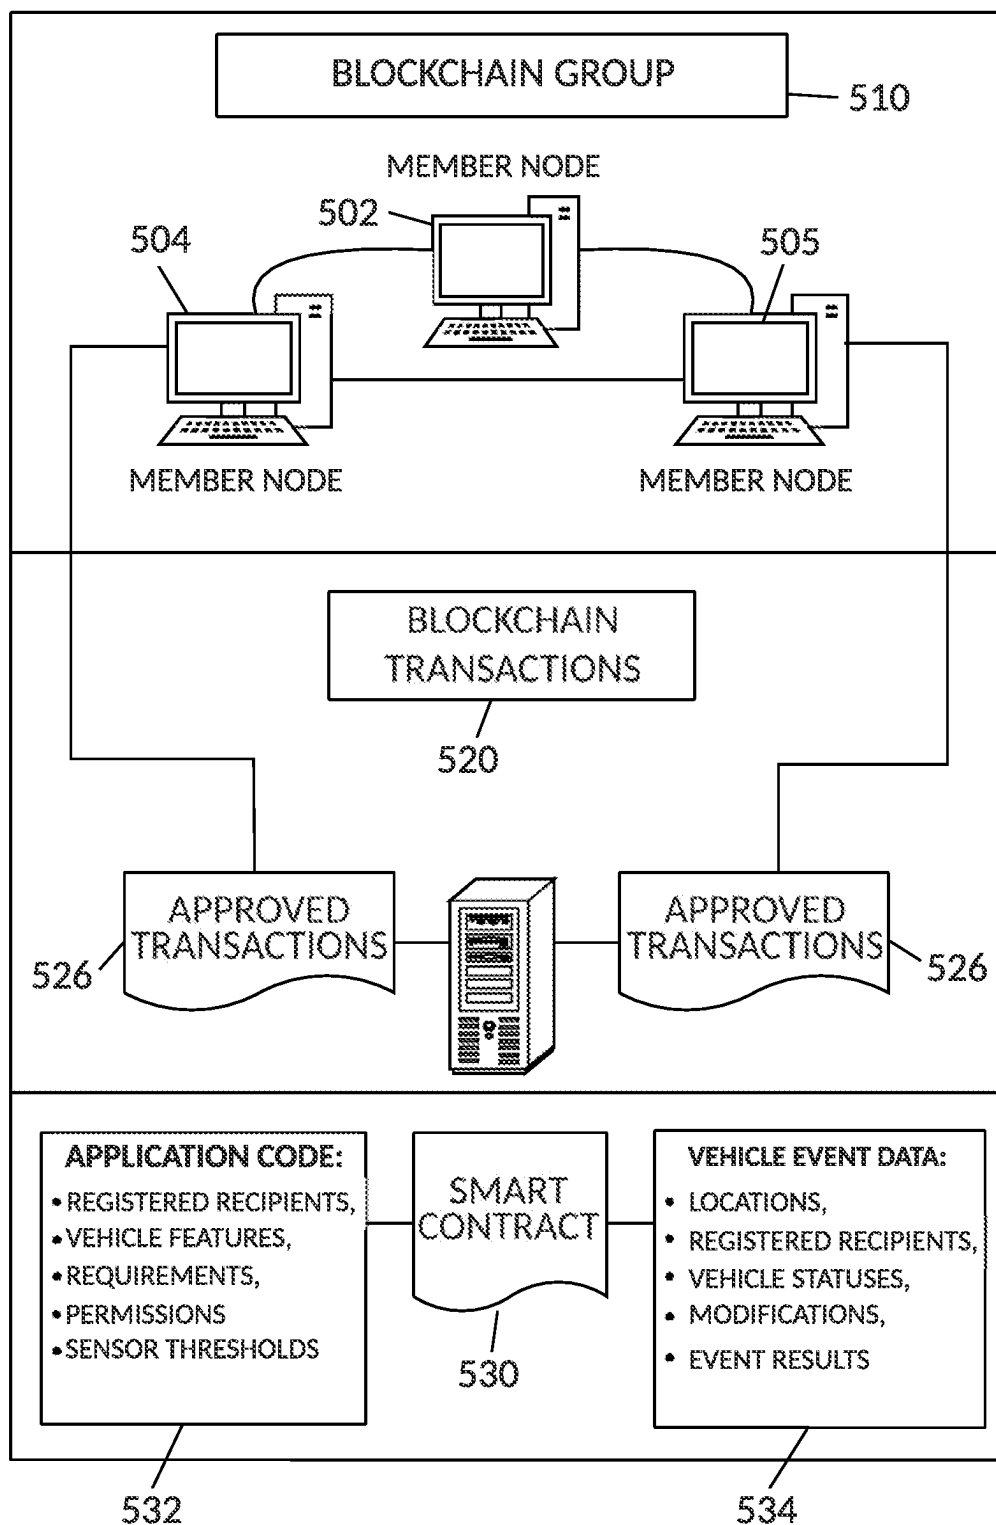 BLOCKCHAIN GROUP
510
MEMBER NODE
502
504
505
MEMBER NODE
MEMBER NODE
BLOCKCHAIN
TRANSACTIONS
520
APPROVED
TRANSACTIONS
526
APPROVED
TRANSACTIONS
526
APPLICATION CODE:
• REGISTERED RECIPIENTS,
• VEHICLE FEATURES,
• REQUIREMENTS,
• PERMISSIONS
• SENSOR THRESHOLDS
532
SMART
CONTRACT
530
VEHICLE EVENT DATA:
• LOCATIONS,
• REGISTERED RECIPIENTS,
• VEHICLE STATUSES,
• MODIFICATIONS,
• EVENT RESULTS
534